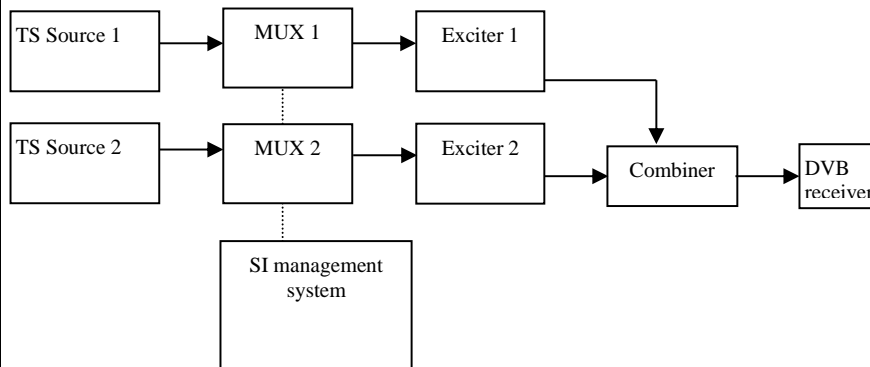 TS Source 1
MUX 1
Exciter 1
TS Source 2
MUX 2
Exciter 2
Combiner
DVB
receiver
SI management
system